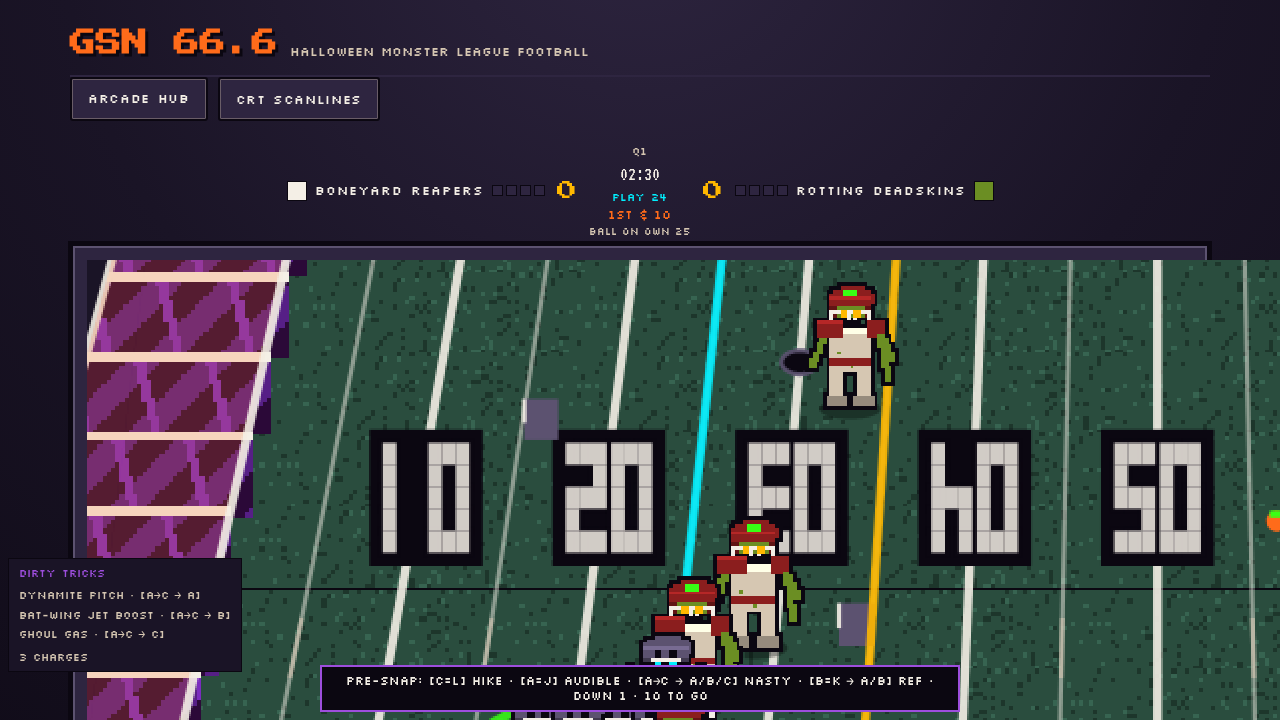 GSN 66.6 HALLOWEEN MONSTER LEAGUE FOOTBALL
ARCADE HUB CRT SCANLINES
Q1
02:30
BONEYARD REAPERS 0 0 ROTTING DEADSKINS
PLAY 24
1ST & 10
BALL ON OWN 25
10 20 50
DIRTY TRICKS
DYNAMITE PITCH · [A→C → A]
BAT-WING JET BOOST · [A→C → B]
GHOUL GAS · [A→C → C]
3 CHARGES
PRE-SNAP: [C=L] HIKE · [A=J] AUDIBLE · [A→C → A/B/C] NASTY · [B=K → A/B] REF ·
DOWN 1 · 10 TO GO